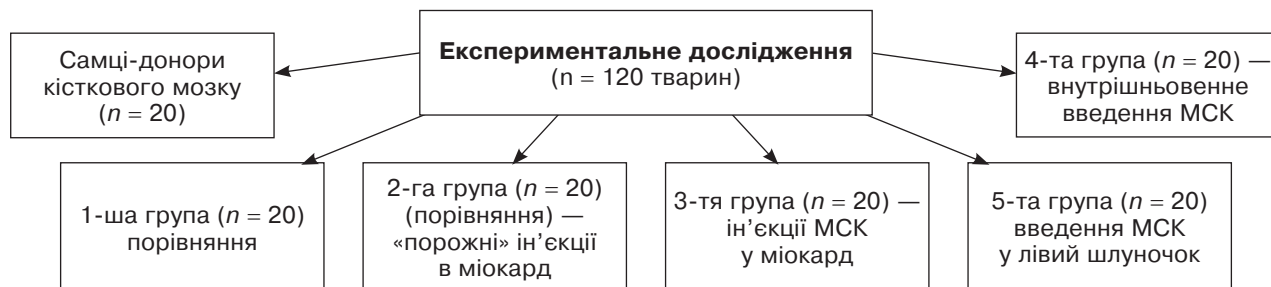 Самці-донори
кісткового мозку
(n = 20)
Експериментальне дослідження
(n = 120 тварин)
4-та група (n = 20) —
внутрішньовенне
введення МСК
1-ша група (n = 20)
порівняння
2-га група (n = 20)
(порівняння) —
«порожні» ін’єкції
в міокард
3-тя група (n = 20) —
ін’єкції МСК
у міокард
5-та група (n = 20)
введення МСК
у лівий шлуночок